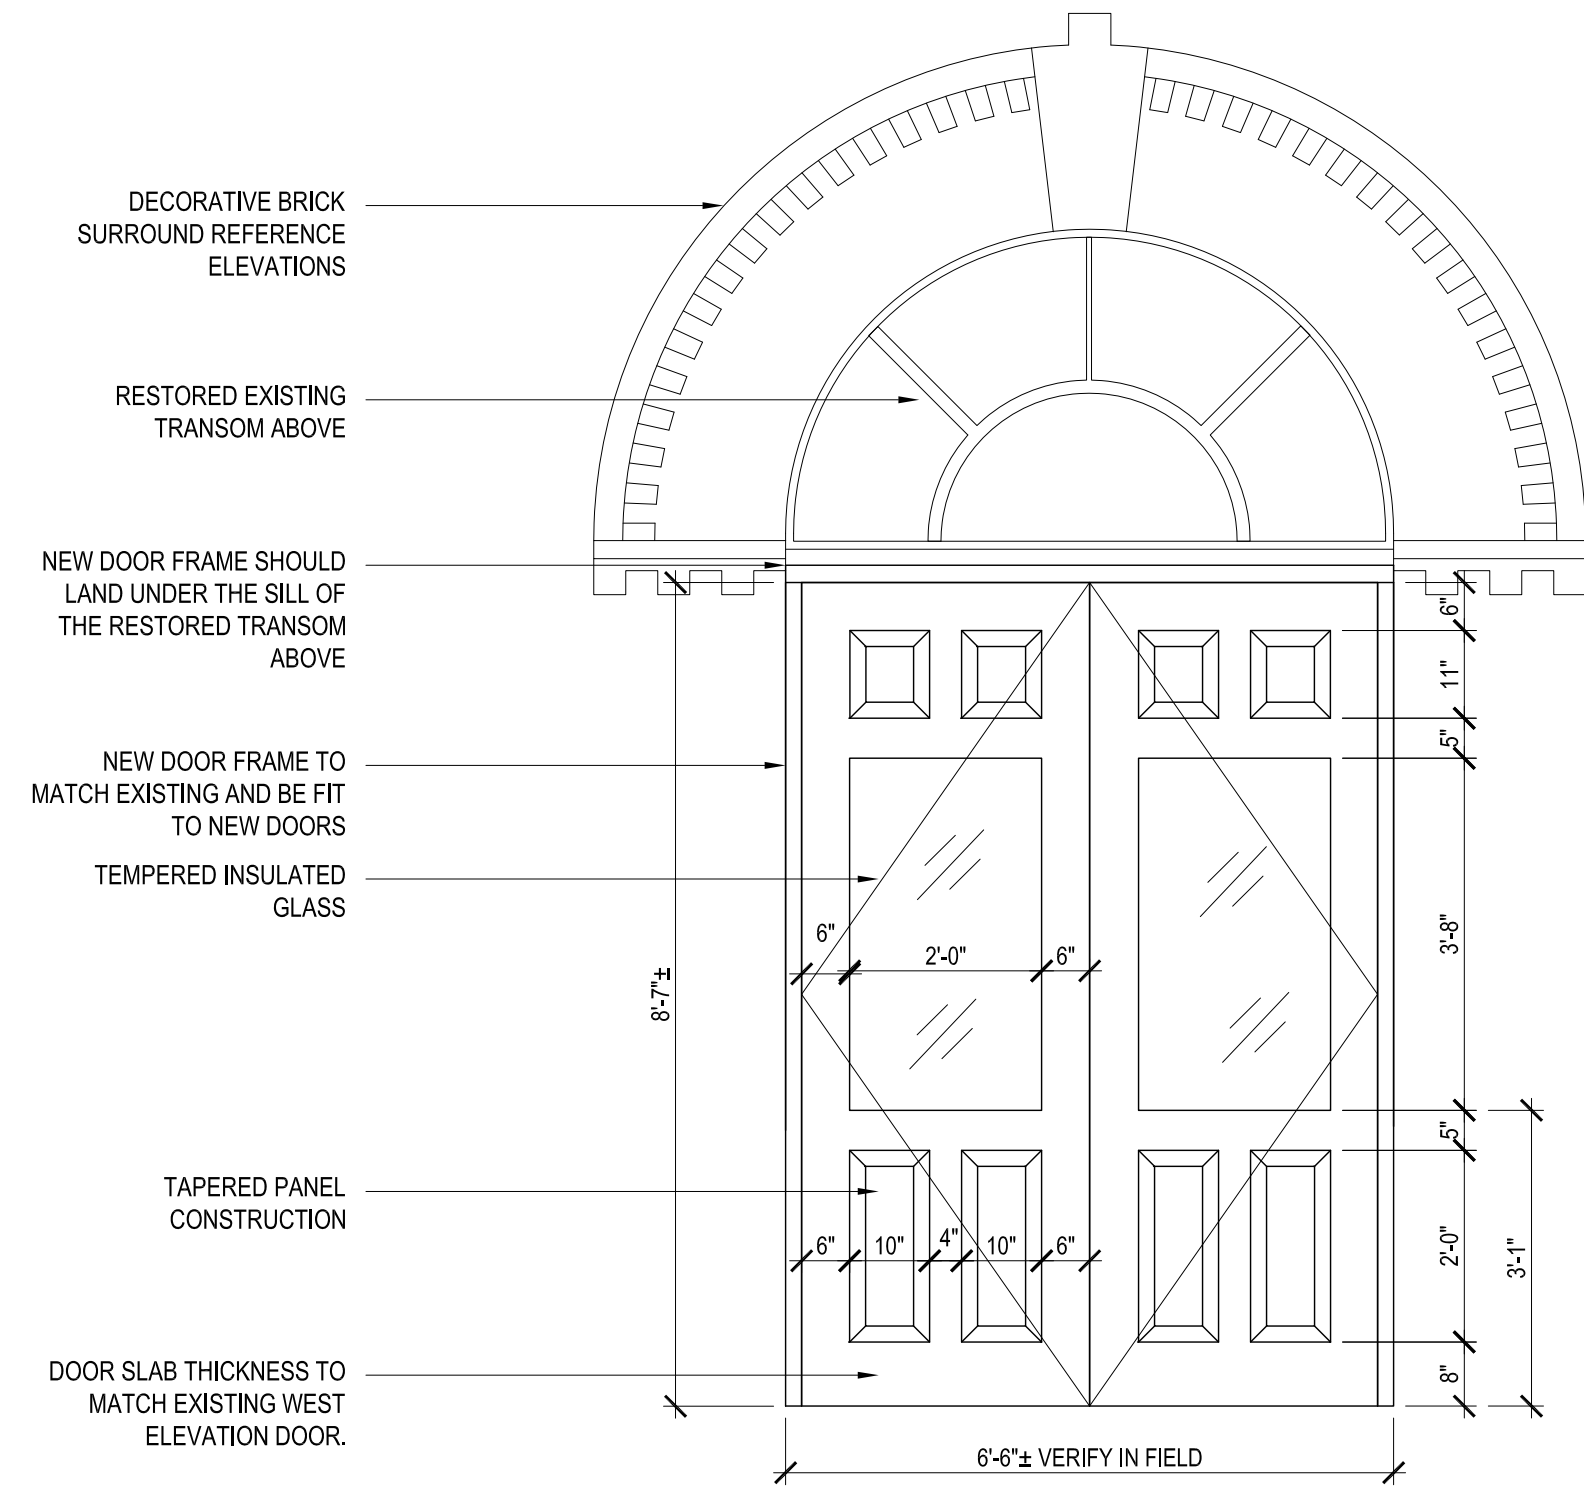 DECORATIVE BRICK
SURROUND REFERENCE
ELEVATIONS
RESTORED EXISTING
TRANSOM ABOVE
NEW DOOR FRAME SHOULD
LAND UNDER THE SILL OF
THE RESTORED TRANSOM
ABOVE
NEW DOOR FRAME TO
MATCH EXISTING AND BE FIT
TO NEW DOORS
TEMPERED INSULATED
GLASS
TAPERED PANEL
CONSTRUCTION
DOOR SLAB THICKNESS TO
MATCH EXISTING WEST
ELEVATION DOOR.
8'-7"±
6"
2'-0"
6"
6"
10"
4"
10"
6"
6"
11"
5"
3'-8"
5"
2'-0"
8"
3'-1"
6'-6"± VERIFY IN FIELD